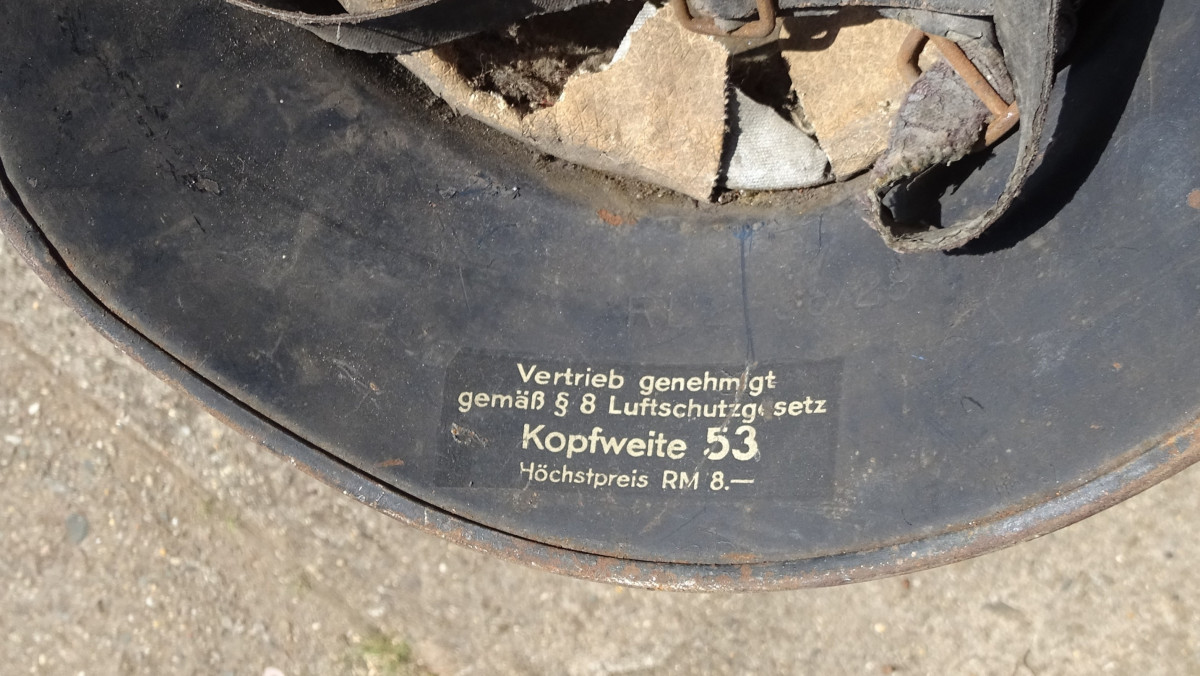 Vertrieb genehmigt
gemäß § 8 Luftschutzgesetz
Kopfweite 53
Höchstpreis RM 8.—